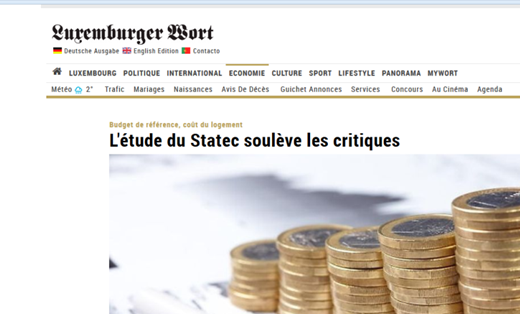 Luxemburger Wort
Deutsche Ausgabe English Edition Contacto
LUXEMBOURG POLITIQUE INTERNATIONAL ECONOMIE CULTURE SPORT LIFESTYLE PANORAMA MYWORT
Météo 2° Trafic Mariages Naissances Avis De Décès Guichet Annonces Services Concours Au Cinéma Agenda
Budget de référence, coût du logement
L'étude du Statec soulève les critiques